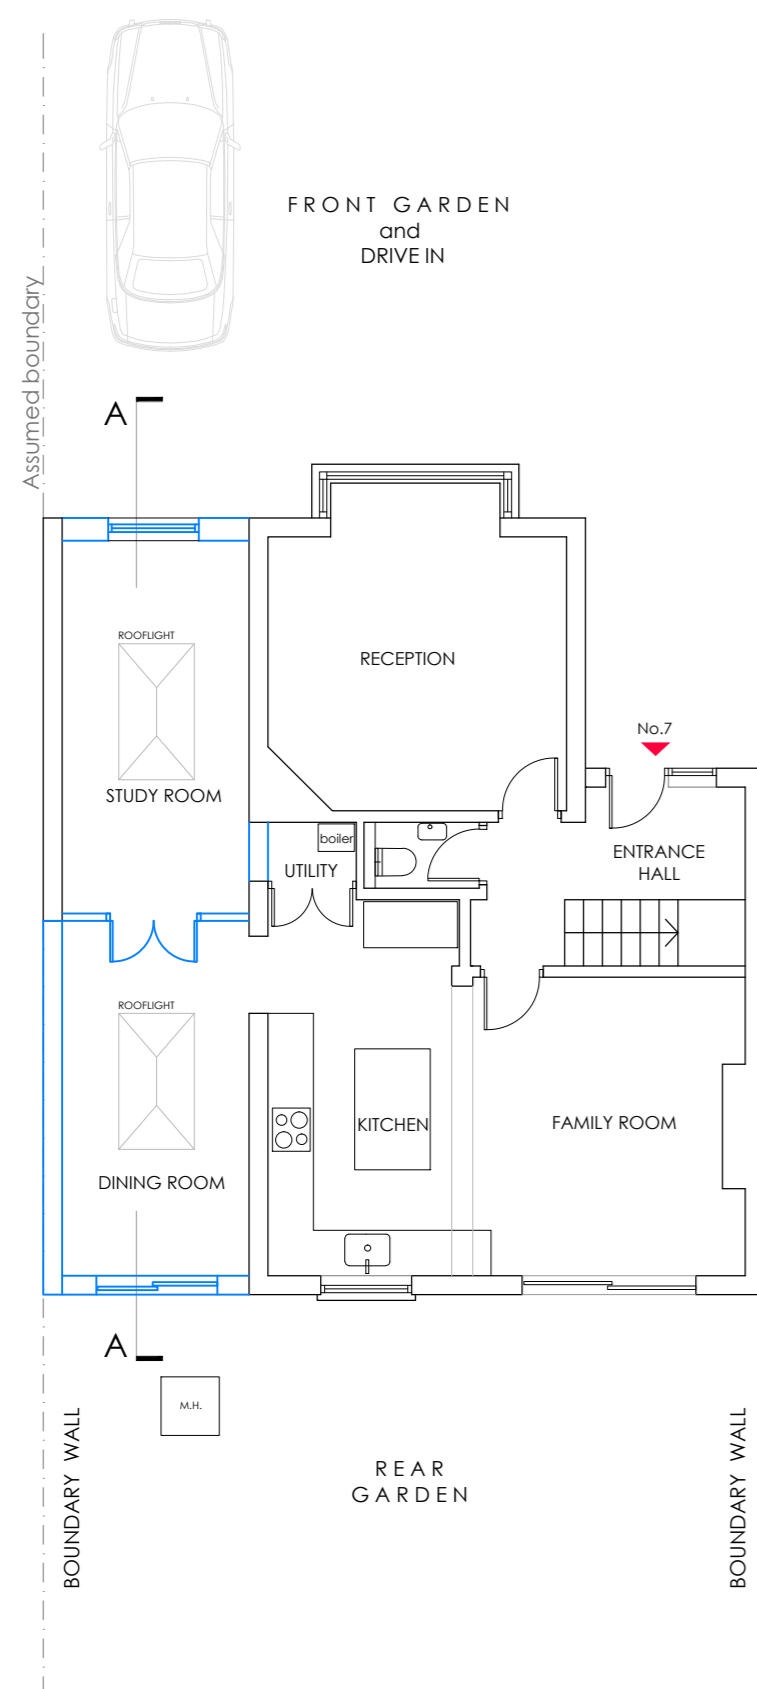 FRONT GARDEN
and
DRIVE IN
Assumed boundary
A
ROOFLIGHT
RECEPTION
No.7
STUDY ROOM
boiler
UTILITY
ENTRANCE
HALL
ROOFLIGHT
KITCHEN
FAMILY ROOM
DINING ROOM
A
M.H.
BOUNDARY WALL
REAR
GARDEN
BOUNDARY WALL